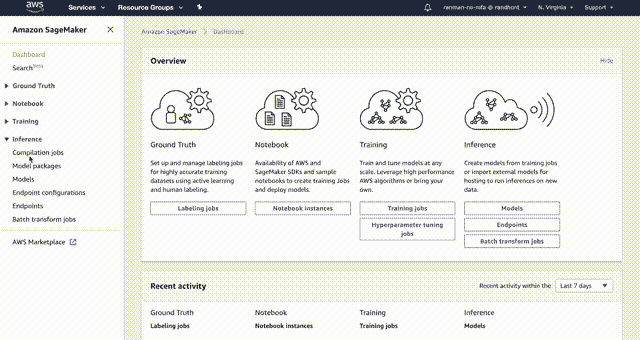 aws
Services
Resource Groups
ranman-no-mfa @ randhunt
N. Virginia
Support
Amazon SageMaker
Amazon SageMaker
Dashboard
Dashboard
Search
Ground Truth
Notebook
Training
Inference
Compilation jobs
Model packages
Models
Endpoint configurations
Endpoints
Batch transform jobs
AWS Marketplace
Overview
Hide
Ground Truth
Set up and manage labeling jobs
for highly accurate training
datasets using active learning
and human labeling.
Labeling jobs
Notebook
Availability of AWS and
SageMaker SDKs and sample
notebooks to create training jobs
and deploy models.
Notebook instances
Training
Train and tune models at any
scale. Leverage high performance
AWS algorithms or bring your
own.
Training jobs
Hyperparameter tuning
jobs
Inference
Create models from training jobs
or import external models for
hosting to run inferences on new
data.
Models
Endpoints
Batch transform jobs
Recent activity
Recent activity within the
Last 7 days
Ground Truth
Notebook
Training
Inference
Labeling jobs
Notebook instances
Training jobs
Models